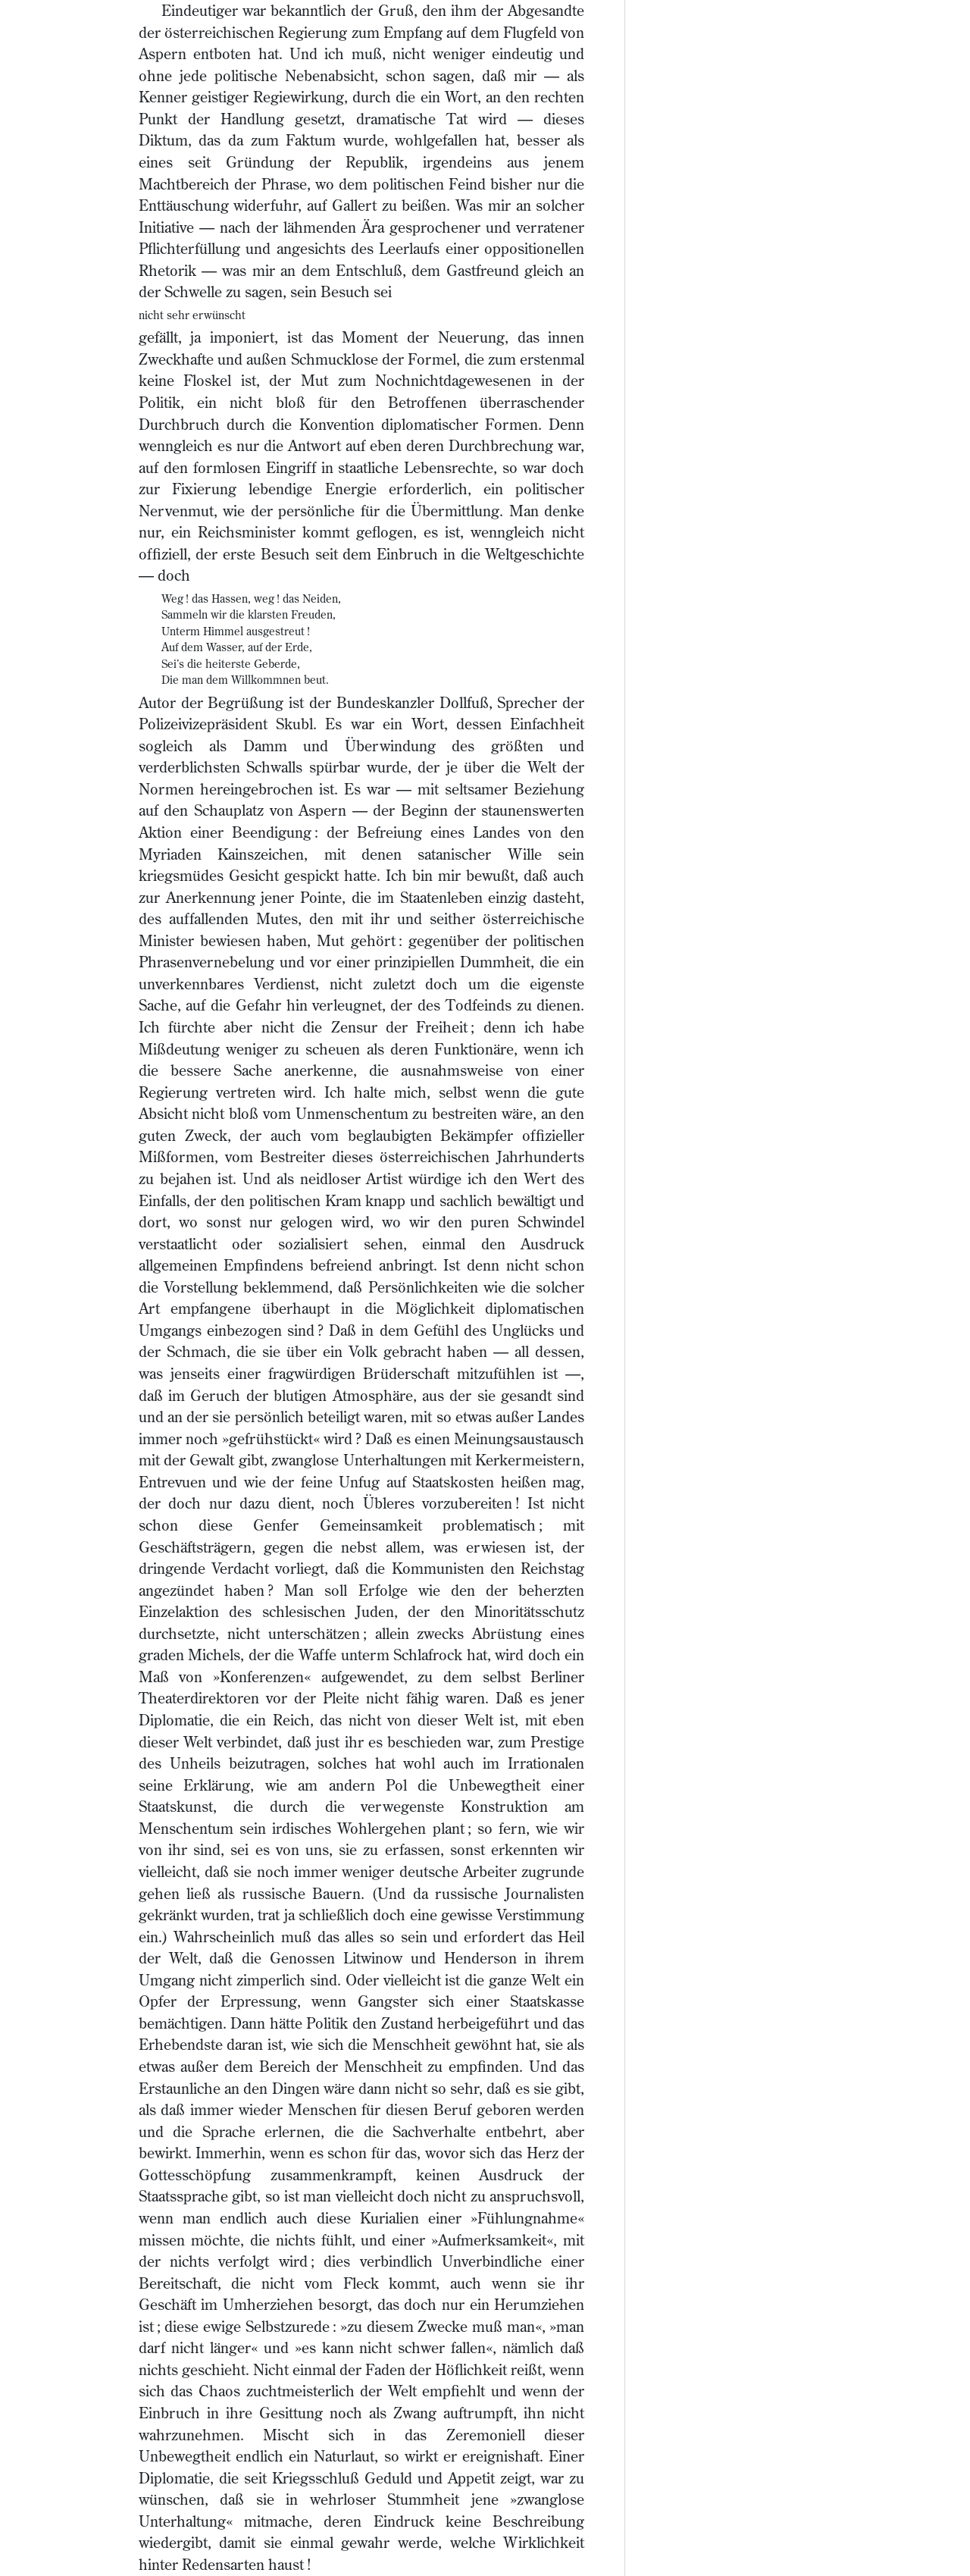 Eindeutiger war bekanntlich der Gruß, den ihm der Abgesandte
der österreichischen Regierung zum Empfang auf dem Flugfeld von
Aspern entboten hat. Und ich muß, nicht weniger eindeutig und
ohne jede politische Nebenabsicht, schon sagen, daß mir — als
Kenner geistiger Regiewirkung, durch die ein Wort, an den rechten
Punkt der Handlung gesetzt, dramatische Tat wird — dieses
Diktum, das da zum Faktum wurde, wohlgefallen hat, besser als
eines seit Gründung der Republik, irgendeins aus jenem
Machtbereich der Phrase, wo dem politischen Feind bisher nur die
Enttäuschung widerfuhr, auf Gallert zu beißen. Was mir an solcher
Initiative — nach der lähmenden Ära gesprochener und verratener
Pflichterfüllung und angesichts des Leerlaufs einer oppositionellen
Rhetorik — was mir an dem Entschluß, dem Gastfreund gleich an
der Schwelle zu sagen, sein Besuch sei
nicht sehr erwünscht
gefällt, ja imponiert, ist das Moment der Neuerung, das innen
Zweckhafte und außen Schmucklose der Formel, die zum erstenmal
keine Floskel ist, der Mut zum Nochnichtdagewesenen in der
Politik, ein nicht bloß für den Betroffenen überraschender
Durchbruch durch die Konvention diplomatischer Formen. Denn
wenngleich es nur die Antwort auf eben deren Durchbrechung war,
auf den formlosen Eingriff in staatliche Lebensrechte, so war doch
zur Fixierung lebendige Energie erforderlich, ein politischer
Nervenmut, wie der persönliche für die Übermittlung. Man denke
nur, ein Reichsminister kommt geflogen, es ist, wenngleich nicht
offiziell, der erste Besuch seit dem Einbruch in die Weltgeschichte
— doch
Weg ! das Hassen, weg ! das Neiden,
Sammeln wir die klarsten Freuden,
Unterm Himmel ausgestreut !
Auf dem Wasser, auf der Erde,
Sei's die heiterste Geberde,
Die man dem Willkommnen beut.
Autor der Begrüßung ist der Bundeskanzler Dollfuß, Sprecher der
Polizeivizepräsident Skubl. Es war ein Wort, dessen Einfachheit
sogleich als Damm und Überwindung des größten und
verderblichsten Schwalls spürbar wurde, der je über die Welt der
Normen hereingebrochen ist. Es war — mit seltsamer Beziehung
auf den Schauplatz von Aspern — der Beginn der staunenswerten
Aktion einer Beendigung : der Befreiung eines Landes von den
Myriaden Kainszeichen, mit denen satanischer Wille sein
kriegsmüdes Gesicht gespickt hatte. Ich bin mir bewußt, daß auch
zur Anerkennung jener Pointe, die im Staatenleben einzig dasteht,
des auffallenden Mutes, den mit ihr und seither österreichische
Minister bewiesen haben, Mut gehört : gegenüber der politischen
Phrasenvernebelung und vor einer prinzipiellen Dummheit, die ein
unverkennbares Verdienst, nicht zuletzt doch um die eigenste
Sache, auf die Gefahr hin verleugnet, der des Todfeinds zu dienen.
Ich fürchte aber nicht die Zensur der Freiheit ; denn ich habe
Mißdeutung weniger zu scheuen als deren Funktionäre, wenn ich
die bessere Sache anerkenne, die ausnahmsweise von einer
Regierung vertreten wird. Ich halte mich, selbst wenn die gute
Absicht nicht bloß vom Unmenschentum zu bestreiten wäre, an den
guten Zweck, der auch vom beglaubigten Bekämpfer offizieller
Mißformen, vom Bestreiter dieses österreichischen Jahrhunderts
zu bejahen ist. Und als neidloser Artist würdige ich den Wert des
Einfalls, der den politischen Kram knapp und sachlich bewältigt und
dort, wo sonst nur gelogen wird, wo wir den puren Schwindel
verstaatlicht oder sozialisiert sehen, einmal den Ausdruck
allgemeinen Empfindens befreiend anbringt. Ist denn nicht schon
die Vorstellung beklemmend, daß Persönlichkeiten wie die solcher
Art empfangene überhaupt in die Möglichkeit diplomatischen
Umgangs einbezogen sind ? Daß in dem Gefühl des Unglücks und
der Schmach, die sie über ein Volk gebracht haben — all dessen,
was jenseits einer fragwürdigen Brüderschaft mitzufühlen ist —,
daß im Geruch der blutigen Atmosphäre, aus der sie gesandt sind
und an der sie persönlich beteiligt waren, mit so etwas außer Landes
immer noch »gefrühstückt« wird ? Daß es einen Meinungsaustausch
mit der Gewalt gibt, zwanglose Unterhaltungen mit Kerkermeistern,
Entrevuen und wie der feine Unfug auf Staatskosten heißen mag,
der doch nur dazu dient, noch Übleres vorzubereiten ! Ist nicht
schon diese Genfer Gemeinsamkeit problematisch ; mit
Geschäftsträgern, gegen die nebst allem, was erwiesen ist, der
dringende Verdacht vorliegt, daß die Kommunisten den Reichstag
angezündet haben ? Man soll Erfolge wie den der beherzten
Einzelaktion des schlesischen Juden, der den Minoritätsschutz
durchsetzte, nicht unterschätzen ; allein zwecks Abrüstung eines
graden Michels, der die Waffe unterm Schlafrock hat, wird doch ein
Maß von »Konferenzen« aufgewendet, zu dem selbst Berliner
Theaterdirektoren vor der Pleite nicht fähig waren. Daß es jener
Diplomatie, die ein Reich, das nicht von dieser Welt ist, mit eben
dieser Welt verbindet, daß just ihr es beschieden war, zum Prestige
des Unheils beizutragen, solches hat wohl auch im Irrationalen
seine Erklärung, wie am andern Pol die Unbewegtheit einer
Staatskunst, die durch die verwegenste Konstruktion am
Menschentum sein irdisches Wohlergehen plant ; so fern, wie wir
von ihr sind, sei es von uns, sie zu erfassen, sonst erkennten wir
vielleicht, daß sie noch immer weniger deutsche Arbeiter zugrunde
gehen ließ als russische Bauern. (Und da russische Journalisten
gekränkt wurden, trat ja schließlich doch eine gewisse Verstimmung
ein.) Wahrscheinlich muß das alles so sein und erfordert das Heil
der Welt, daß die Genossen Litwinow und Henderson in ihrem
Umgang nicht zimperlich sind. Oder vielleicht ist die ganze Welt ein
Opfer der Erpressung, wenn Gangster sich einer Staatskasse
bemächtigen. Dann hätte Politik den Zustand herbeigeführt und das
Erhebendste daran ist, wie sich die Menschheit gewöhnt hat, sie als
etwas außer dem Bereich der Menschheit zu empfinden. Und das
Erstaunliche an den Dingen wäre dann nicht so sehr, daß es sie gibt,
als daß immer wieder Menschen für diesen Beruf geboren werden
und die Sprache erlernen, die die Sachverhalte entbehrt, aber
bewirkt. Immerhin, wenn es schon für das, wovor sich das Herz der
Gottesschöpfung zusammenkrampft, keinen Ausdruck der
Staatssprache gibt, so ist man vielleicht doch nicht zu anspruchsvoll,
wenn man endlich auch diese Kurialien einer »Fühlungnahme«
missen möchte, die nichts fühlt, und einer »Aufmerksamkeit«, mit
der nichts verfolgt wird ; dies verbindlich Unverbindliche einer
Bereitschaft, die nicht vom Fleck kommt, auch wenn sie ihr
Geschäft im Umherziehen besorgt, das doch nur ein Herumziehen
ist ; diese ewige Selbstzurede : »zu diesem Zwecke muß man«, »man
darf nicht länger« und »es kann nicht schwer fallen«, nämlich daß
nichts geschieht. Nicht einmal der Faden der Höflichkeit reißt, wenn
sich das Chaos zuchtmeisterlich der Welt empfiehlt und wenn der
Einbruch in ihre Gesittung noch als Zwang auftrumpft, ihn nicht
wahrzunehmen. Mischt sich in das Zeremoniell dieser
Unbewegtheit endlich ein Naturlaut, so wirkt er ereignishaft. Einer
Diplomatie, die seit Kriegsschluß Geduld und Appetit zeigt, war zu
wünschen, daß sie in wehrloser Stummheit jene »zwanglose
Unterhaltung« mitmache, deren Eindruck keine Beschreibung
wiedergibt, damit sie einmal gewahr werde, welche Wirklichkeit
hinter Redensarten haust !